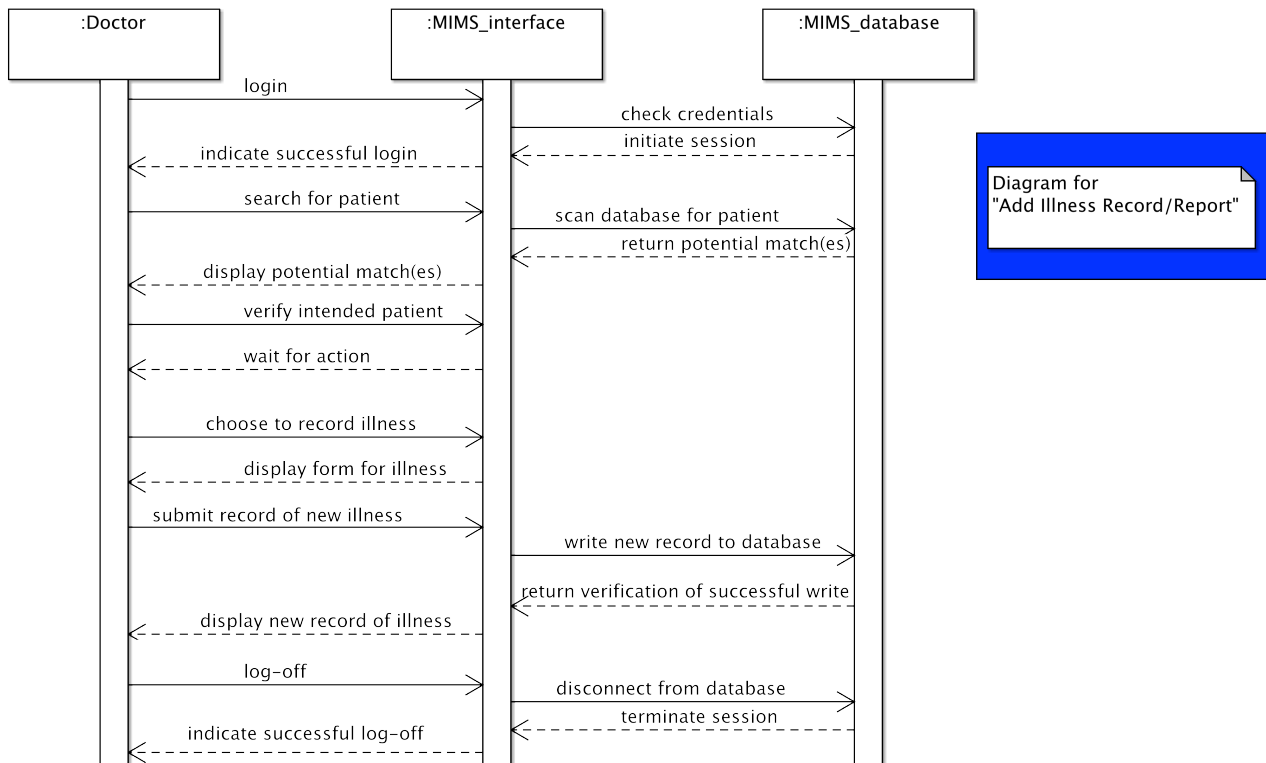 :Doctor
:MIMS_interface
:MIMS_database
login
check credentials
initiate session
indicate successful login
Diagram for
"Add Illness Record/Report"
search for patient
scan database for patient
return potential match(es)
display potential match(es)
verify intended patient
wait for action
choose to record illness
display form for illness
submit record of new illness
write new record to database
return verification of successful write
display new record of illness
log-off
disconnect from database
terminate session
indicate successful log-off